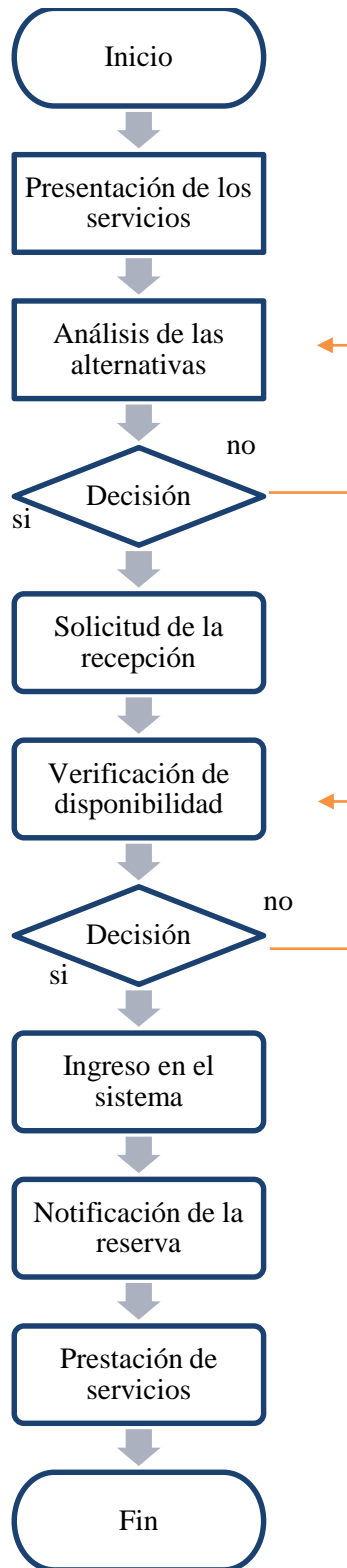 Inicio
Presentación de los
servicios
Análisis de las
alternativas
no
Decisión
si
Solicitud de la
recepción
Verificación de
disponibilidad
no
Decisión
si
Ingreso en el
sistema
Notificación de la
reserva
Prestación de
servicios
Fin